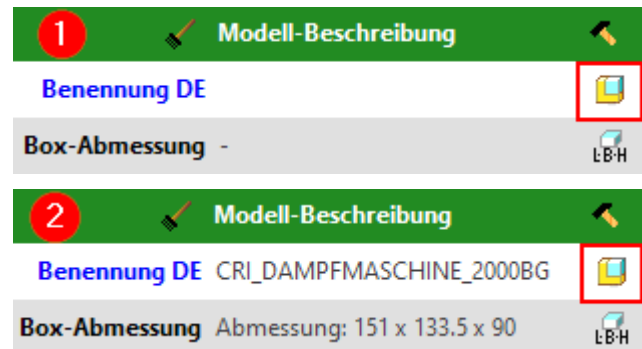 1 Modell-Beschreibung
Benennung DE
Box-Abmessung -
L·B·H
2 Modell-Beschreibung
Benennung DE CRI_DAMPFMASCHINE_2000BG
Box-Abmessung Abmessung: 151 x 133.5 x 90
L·B·H